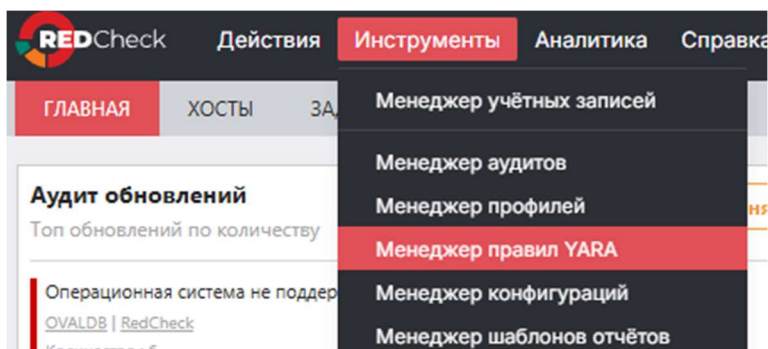 REDCheck Действия Инструменты Аналитика Справка
ГЛАВНАЯ ХОСТЫ
Менеджер учётных записей
Менеджер аудитов
Аудит обновлений
Менеджер профилей
Топ обновлений по количеству
Менеджер правил YARA
Операционная система не поддер
Менеджер конфигураций
OVALDB | RedCheck
Менеджер шаблонов отчётов